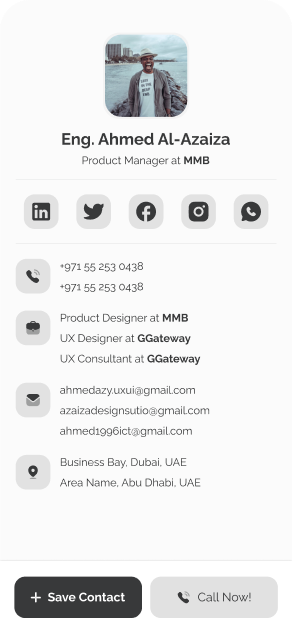 Eng. Ahmed Al-Azaiza
Product Manager at MMB
+971 55 253 0438
+971 55 253 0438
Product Designer at MMB
UX Designer at GGateway
UX Consultant at GGateway
ahmedazy.uxui@gmail.com
azaizadesignsutio@gmail.com
ahmed1996ict@gmail.com
Business Bay, Dubai, UAE
Area Name, Abu Dhabi, UAE
+ Save Contact
Call Now!